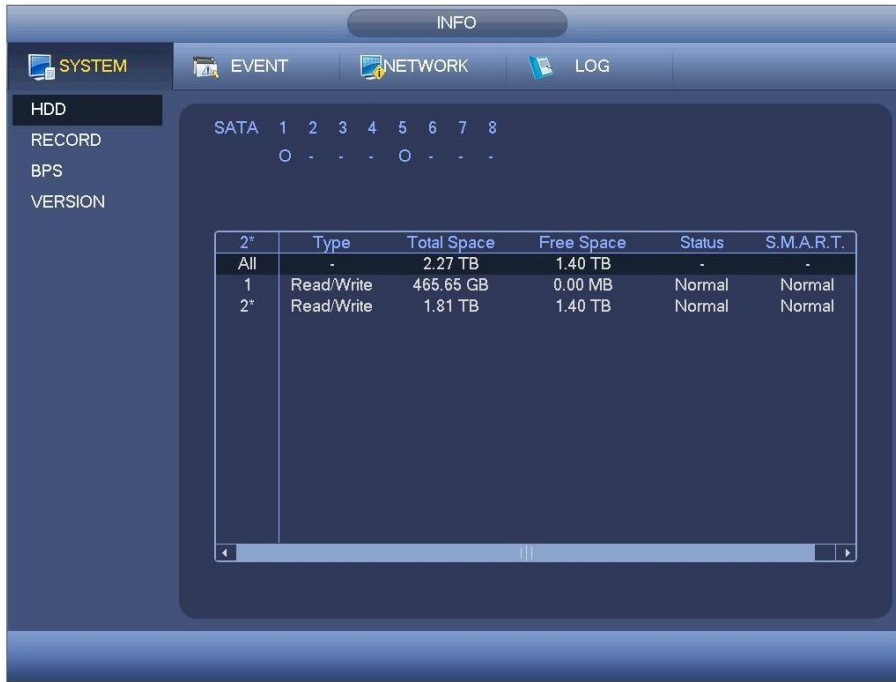 INFO
SYSTEM EVENT NETWORK LOG
HDD
RECORD
BPS
VERSION
SATA 1 2 3 4 5 6 7 8
O - - - O - - -
2* Type Total Space Free Space Status S.M.A.R.T.
All - 2.27 TB 1.40 TB - -
1 Read/Write 465.65 GB 0.00 MB Normal Normal
2* Read/Write 1.81 TB 1.40 TB Normal Normal